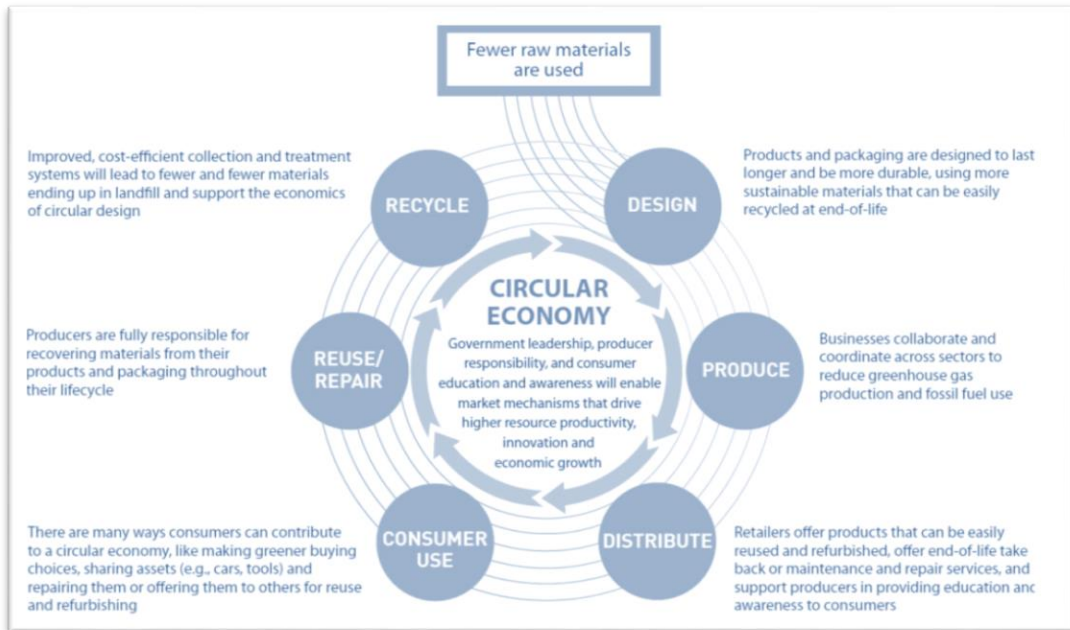 Fewer raw materials
are used
Improved, cost-efficient collection and treatment
systems will lead to fewer and fewer materials
ending up in landfill and support the economics
of circular design
RECYCLE
DESIGN
Products and packaging are designed to last
longer and be more durable, using more
sustainable materials that can be easily
recycled at end-of-life
CIRCULAR
ECONOMY
Government leadership, producer
responsibility, and consumer
education and awareness will enable
market mechanisms that drive
higher resource productivity,
innovation and
economic growth
Producers are fully responsible for
recovering materials from their
products and packaging throughout
their lifecycle
REUSE/
REPAIR
PRODUCE
Businesses collaborate and
coordinate across sectors to
reduce greenhouse gas
production and fossil fuel use
There are many ways consumers can contribute
to a circular economy, like making greener buying
choices, sharing assets (e.g., cars, tools) and
repairing them or offering them to others for reuse
and refurbishing
CONSUMER
USE
DISTRIBUTE
Retailers offer products that can be easily
reused and refurbished, offer end-of-life take
back or maintenance and repair services, and
support producers in providing education and
awareness to consumers